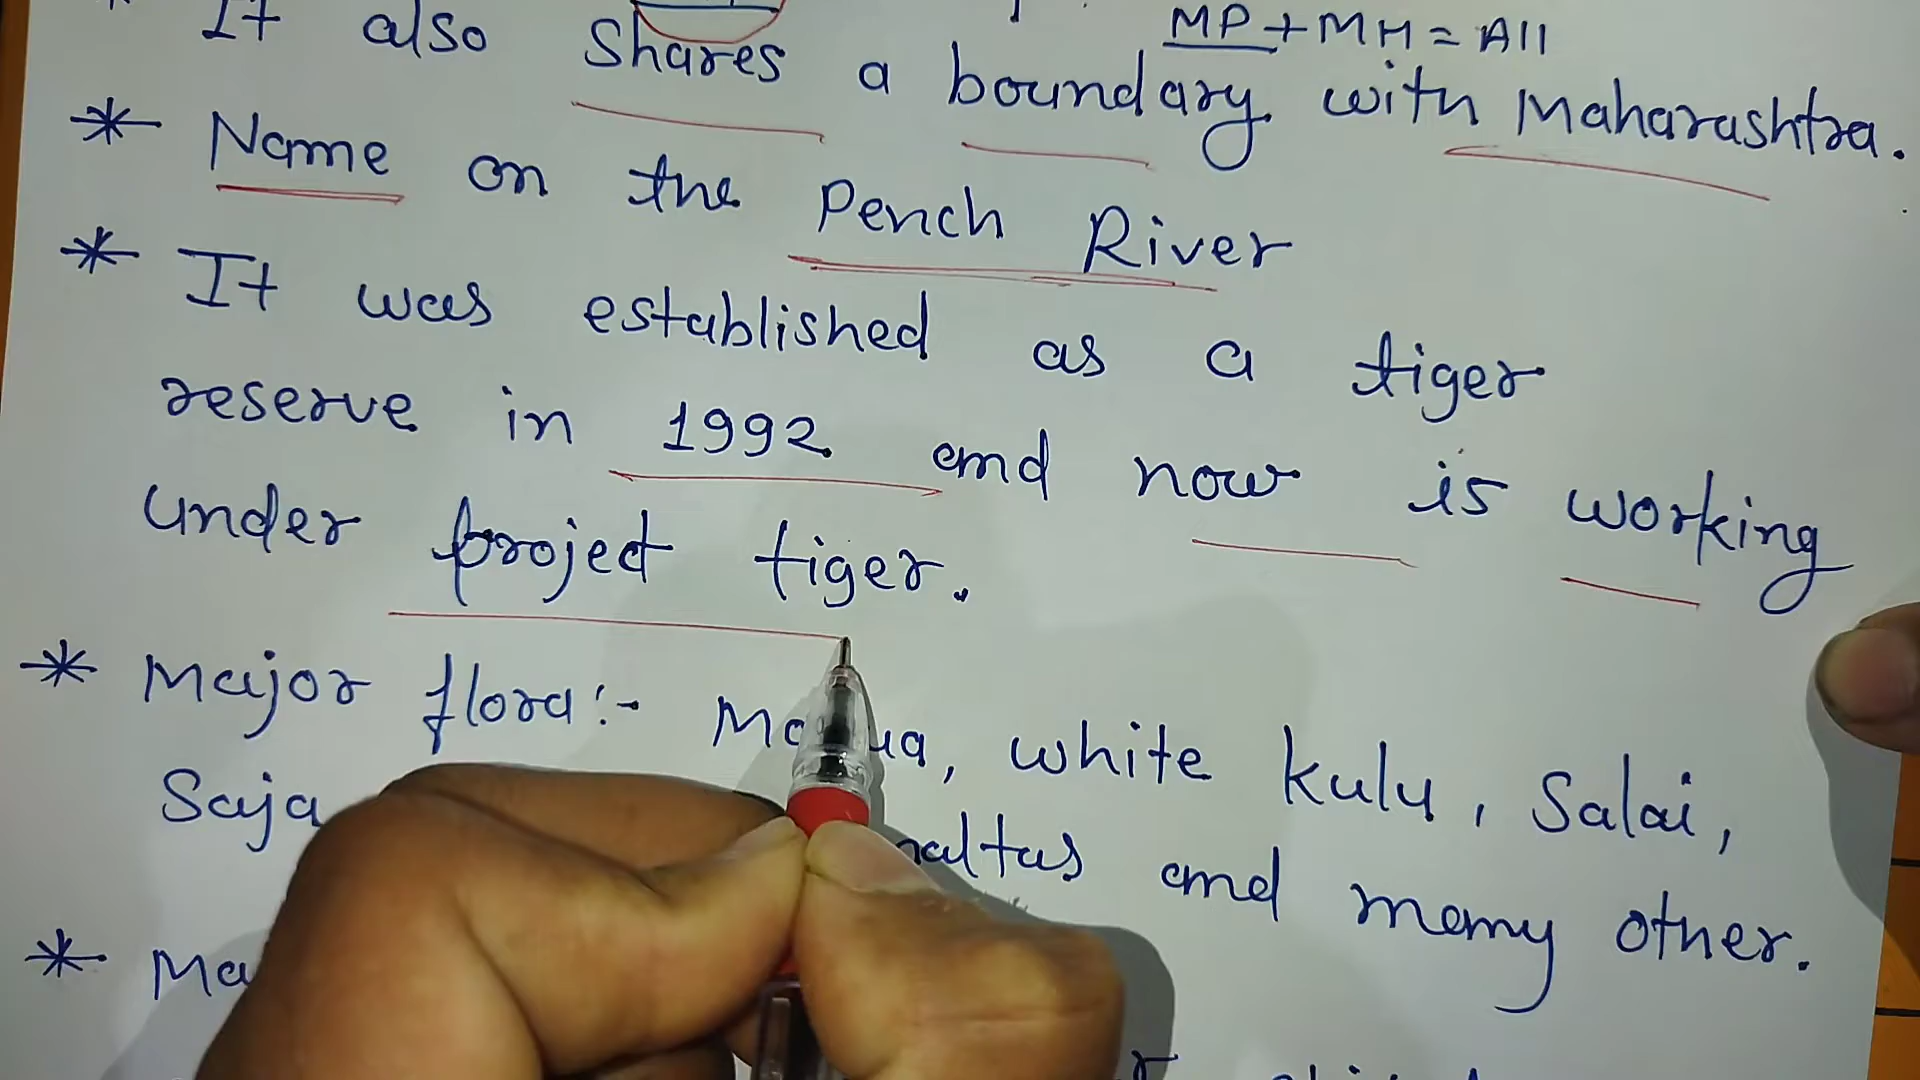 MP + MH = All
* It also shares a boundary with Maharashtra.
* Name on the Pench River
* It was established as a tiger
reserve in 1992 and now is working
under project tiger.
* Major flora:- white kulu, Salai,
Saja and many other.
*